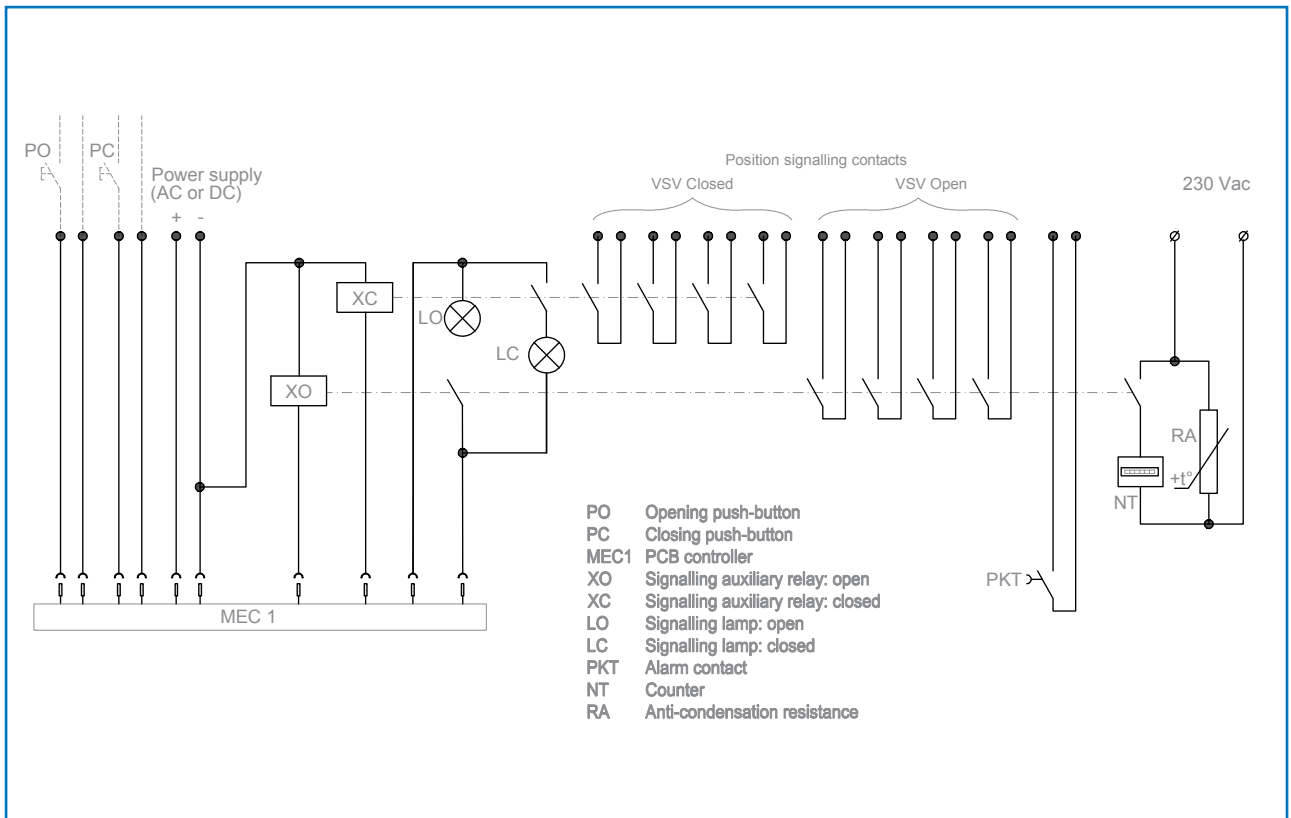 PO
PC
Power supply
(AC or DC)
+ -
Position signalling contacts
VSV Closed
VSV Open
230 Vac
XC
LO
LC
XO
RA
+t°
NT
PKT
MEC 1
PO Opening push-button
PC Closing push-button
MEC1 PCB controller
XO Signalling auxiliary relay: open
XC Signalling auxiliary relay: closed
LO Signalling lamp: open
LC Signalling lamp: closed
PKT Alarm contact
NT Counter
RA Anti-condensation resistance